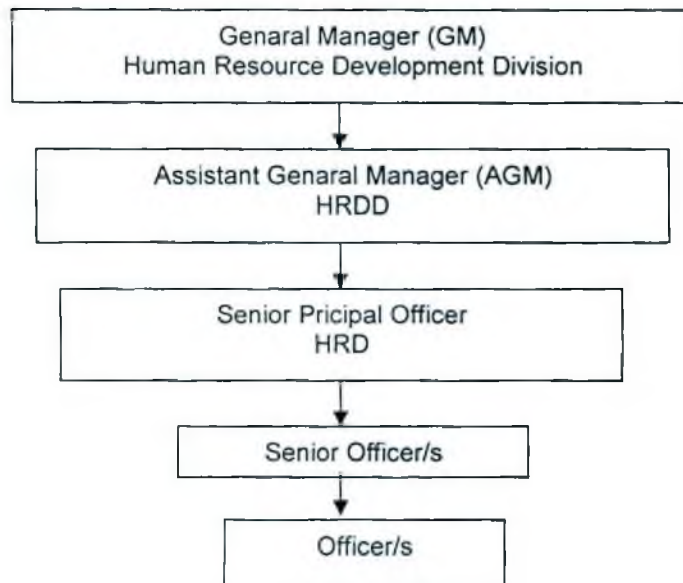 Genaral Manager (GM)
Human Resource Development Division
Assistant Genaral Manager (AGM)
HRDD
Senior Pricipal Officer
HRD
Senior Officer/s
Officer/s